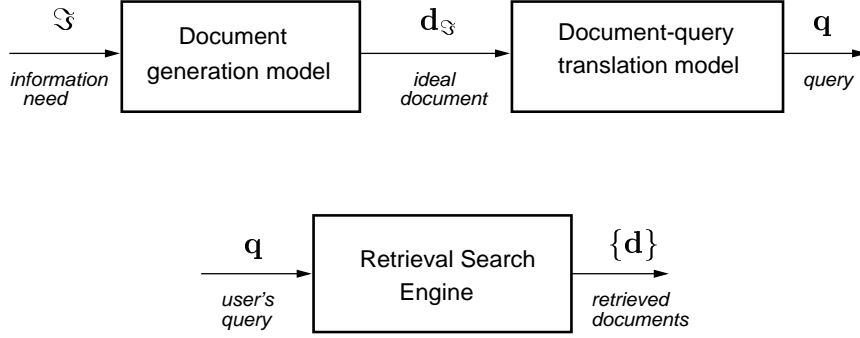 ℑ
Document
generation model
information
need
d_ℑ
ideal
document
Document-query
translation model
q
query
q
user's
query
Retrieval Search
Engine
{d}
retrieved
documents